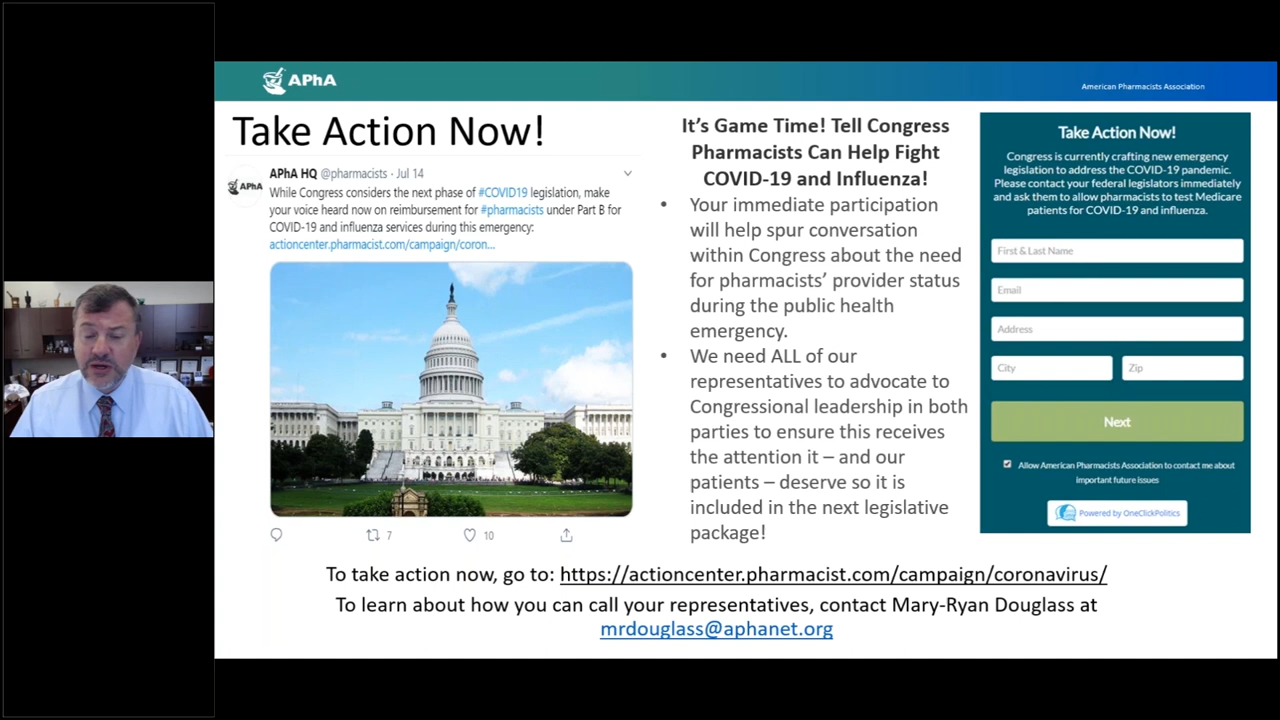 APhA
American Pharmacists Association
Take Action Now!
APhA HQ @pharmacists · Jul 14
While Congress considers the next phase of #COVID19 legislation, make
your voice heard now on reimbursement for #pharmacists under Part B for
COVID-19 and influenza services during this emergency:
actioncenter.pharmacist.com/campaign/coron...
APhA
7
10
It's Game Time! Tell Congress
Pharmacists Can Help Fight
COVID-19 and Influenza!
• Your immediate participation
will help spur conversation
within Congress about the need
for pharmacists' provider status
during the public health
emergency.
• We need ALL of our
representatives to advocate to
Congressional leadership in both
parties to ensure this receives
the attention it – and our
patients – deserve so it is
included in the next legislative
package!
Take Action Now!
Congress is currently crafting new emergency
legislation to address the COVID-19 pandemic.
Please contact your federal legislators immediately
and ask them to allow pharmacists to test Medicare
patients for COVID-19 and influenza.
First & Last Name
Email
Address
City
Zip
Next
Allow American Pharmacists Association to contact me about
important future issues
Powered by OneClickPolitics
To take action now, go to: https://actioncenter.pharmacist.com/campaign/coronavirus/
To learn about how you can call your representatives, contact Mary-Ryan Douglass at
mrdouglass@aphanet.org